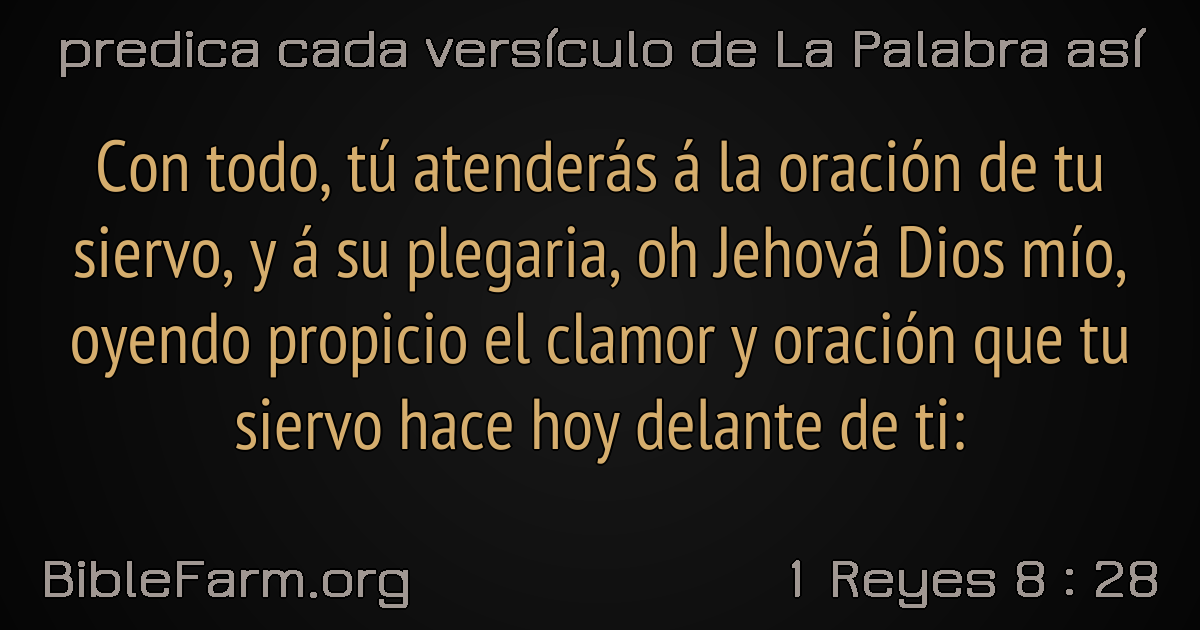 predica cada versículo de La Palabra así
Con todo, tú atenderás á la oración de tu
siervo, y á su plegaria, oh Jehová Dios mío,
oyendo propicio el clamor y oración que tu
siervo hace hoy delante de ti:
BibleFarm.org
1 Reyes 8 : 28